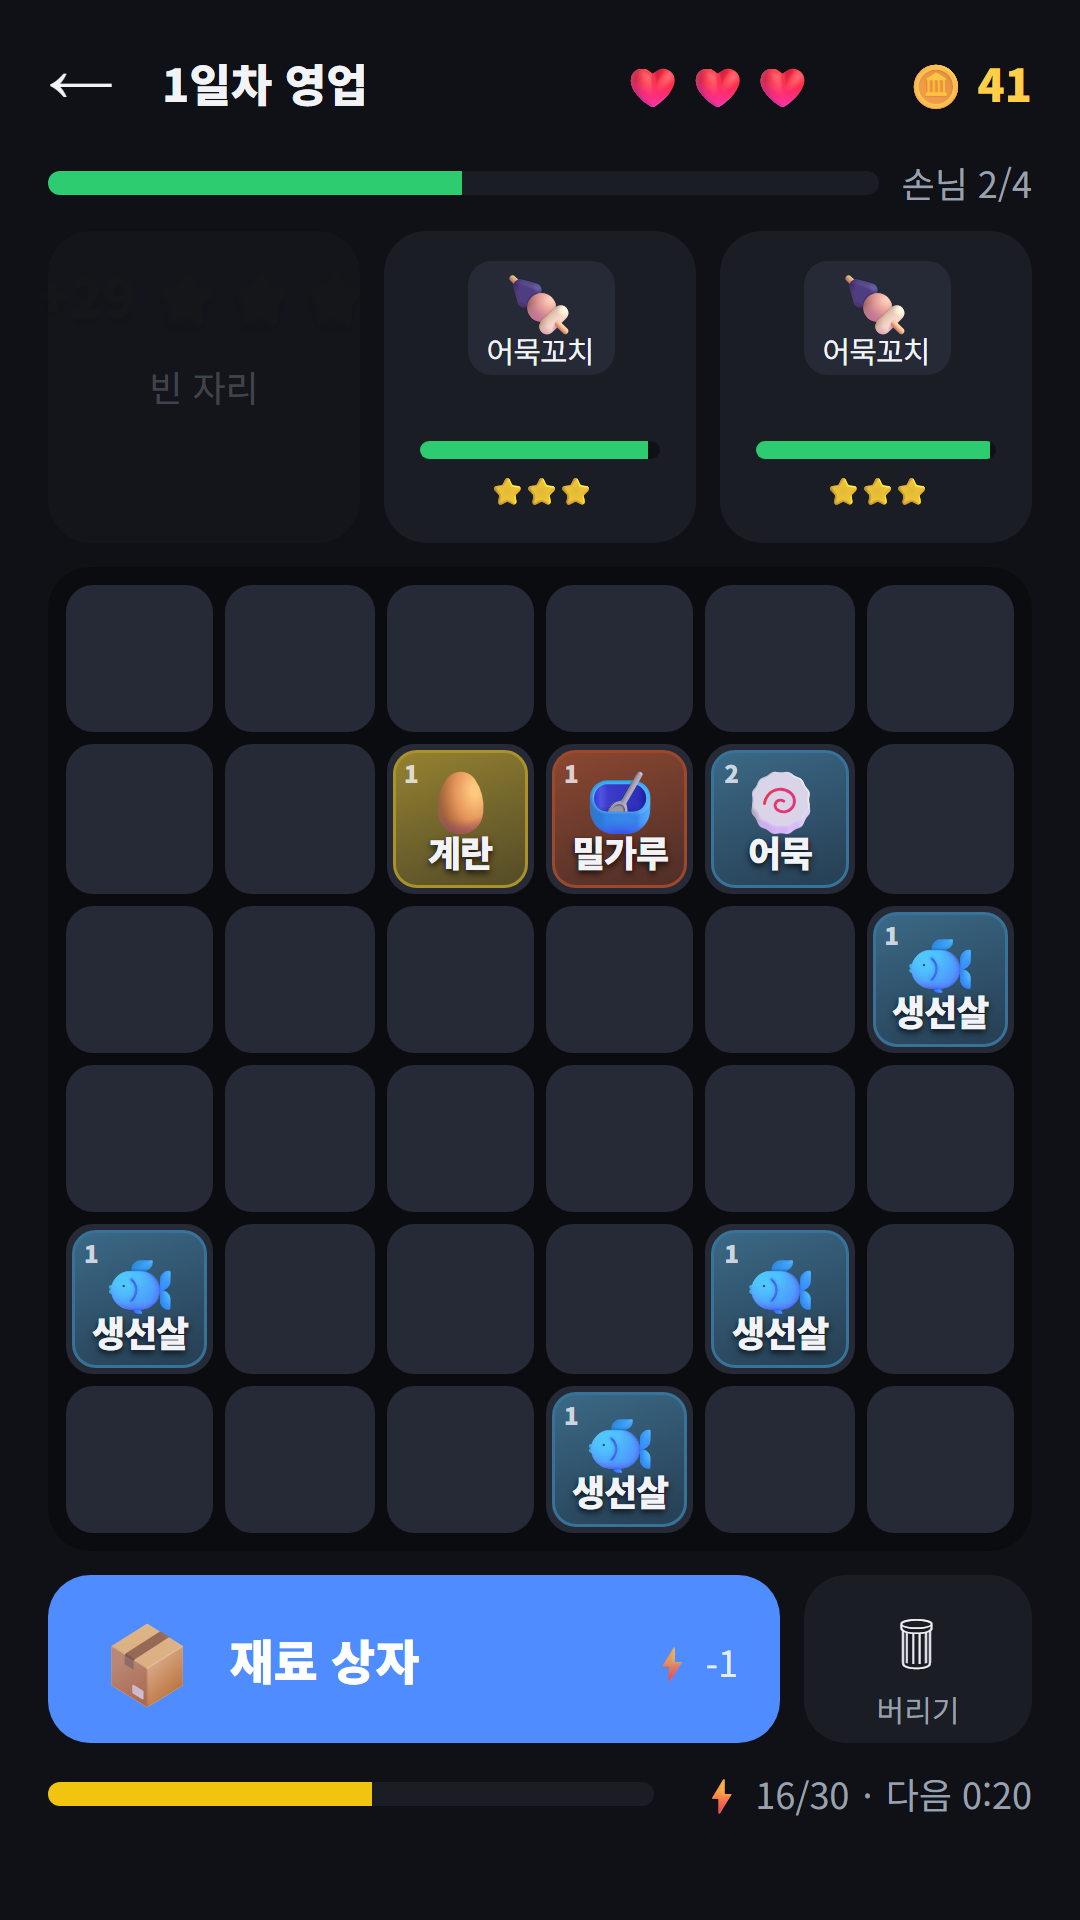 1일차 영업
41
손님 2/4
빈 자리
어묵꼬치
어묵꼬치
1
계란
1
밀가루
2
어묵
1
생선살
1
생선살
1
생선살
1
생선살
재료 상자
-1
버리기
16/30 · 다음 0:20